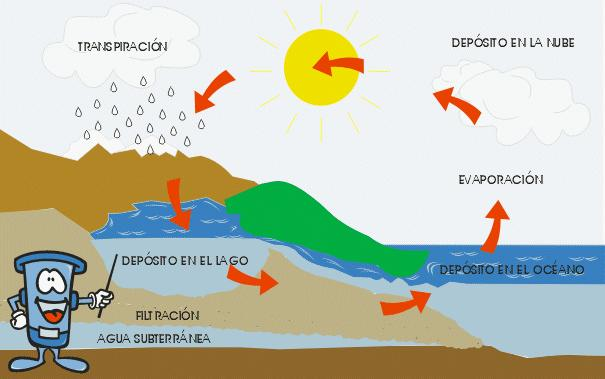 TRANSPIRACIÓN
DEPÓSITO EN LA NUBE
EVAPORACIÓN
DEPÓSITO EN EL LAGO
DEPÓSITO EN EL OCÉANO
FILTRACIÓN
AGUA SUBTERRÁNEA